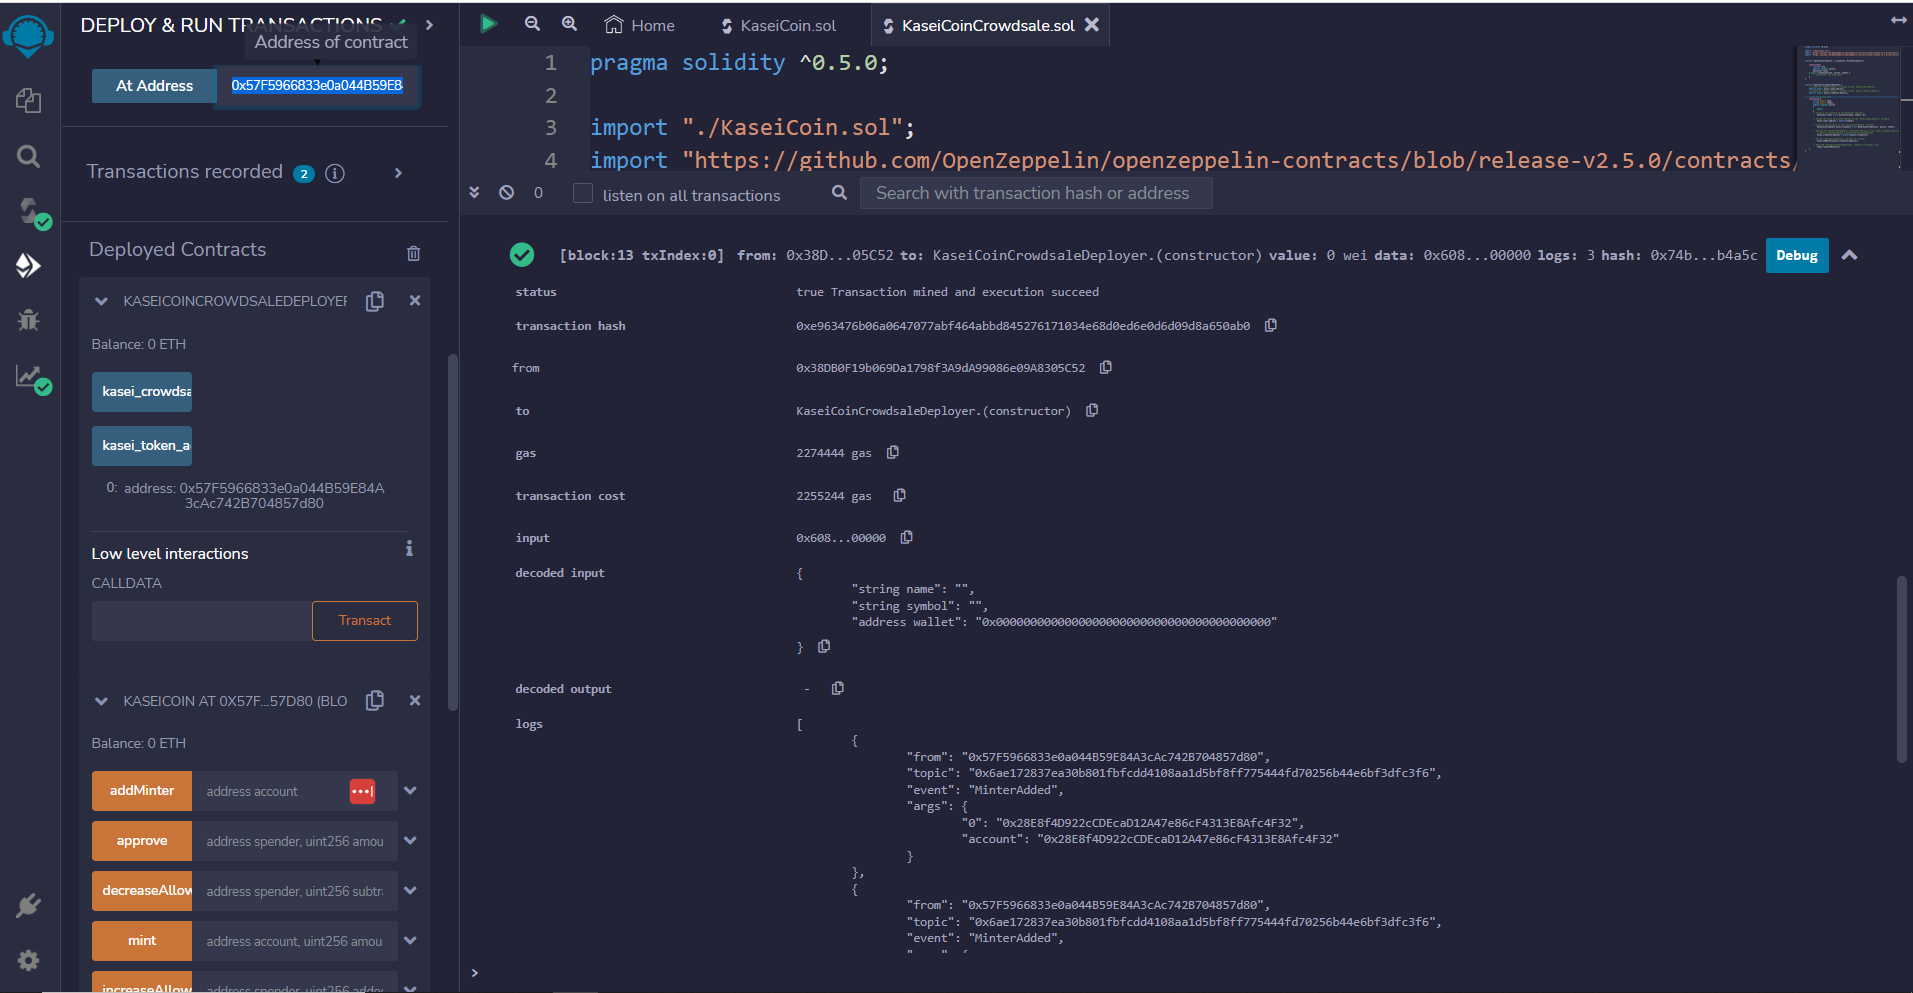 DEPLOY & RUN TRANSACTIONS
Address of contract
At Address
0x57F5966833e0a044B59E8
Transactions recorded 2 i
Deployed Contracts
KASEICOINCROWDSALEDEPLOYER
Balance: 0 ETH
kasei_crowdsa
kasei_token_a
0: address: 0x57F5966833e0a044B59E84A
3cAc742B704857d80
Low level interactions
CALLDATA
Transact
KASEICOIN AT 0X57F...57D80 (BLO
Balance: 0 ETH
addMinter address account
approve address spender, uint256 amou
decreaseAllow address spender, uint256 subtr
mint address account, uint256 amou
increaseAllow address spender, uint256 adde
Home
KaseiCoin.sol
KaseiCoinCrowdsale.sol
1 pragma solidity ^0.5.0;
2
3 import "./KaseiCoin.sol";
4 import "https://github.com/OpenZeppelin/openzeppelin-contracts/blob/release-v2.5.0/contracts/
0 listen on all transactions Search with transaction hash or address
[block:13 txIndex:0] from: 0x38D...05C52 to: KaseiCoinCrowdsaleDeployer.(constructor) value: 0 wei data: 0x608...00000 logs: 3 hash: 0x74b...b4a5c Debug
status true Transaction mined and execution succeed
transaction hash 0xe963476b06a0647077abf464abbd845276171034e68d0ed6e0d6d09d8a650ab0
from 0x38DB0F19b069Da1798f3A9dA99086e09A8305C52
to KaseiCoinCrowdsaleDeployer.(constructor)
gas 2274444 gas
transaction cost 2255244 gas
input 0x608...00000
decoded input {
"string name": "",
"string symbol": "",
"address wallet": "0x0000000000000000000000000000000000000000"
}
decoded output -
logs [
{
"from": "0x57F5966833e0a044B59E84A3cAc742B704857d80",
"topic": "0x6ae172837ea30b801fbfcdd4108aa1d5bf8ff775444fd70256b44e6bf3dfc3f6",
"event": "MinterAdded",
"args": {
"0": "0x28E8f4D922cCDEcaD12A47e86cF4313E8Afc4F32",
"account": "0x28E8f4D922cCDEcaD12A47e86cF4313E8Afc4F32"
}
},
{
"from": "0x57F5966833e0a044B59E84A3cAc742B704857d80",
"topic": "0x6ae172837ea30b801fbfcdd4108aa1d5bf8ff775444fd70256b44e6bf3dfc3f6",
"event": "MinterAdded",
>